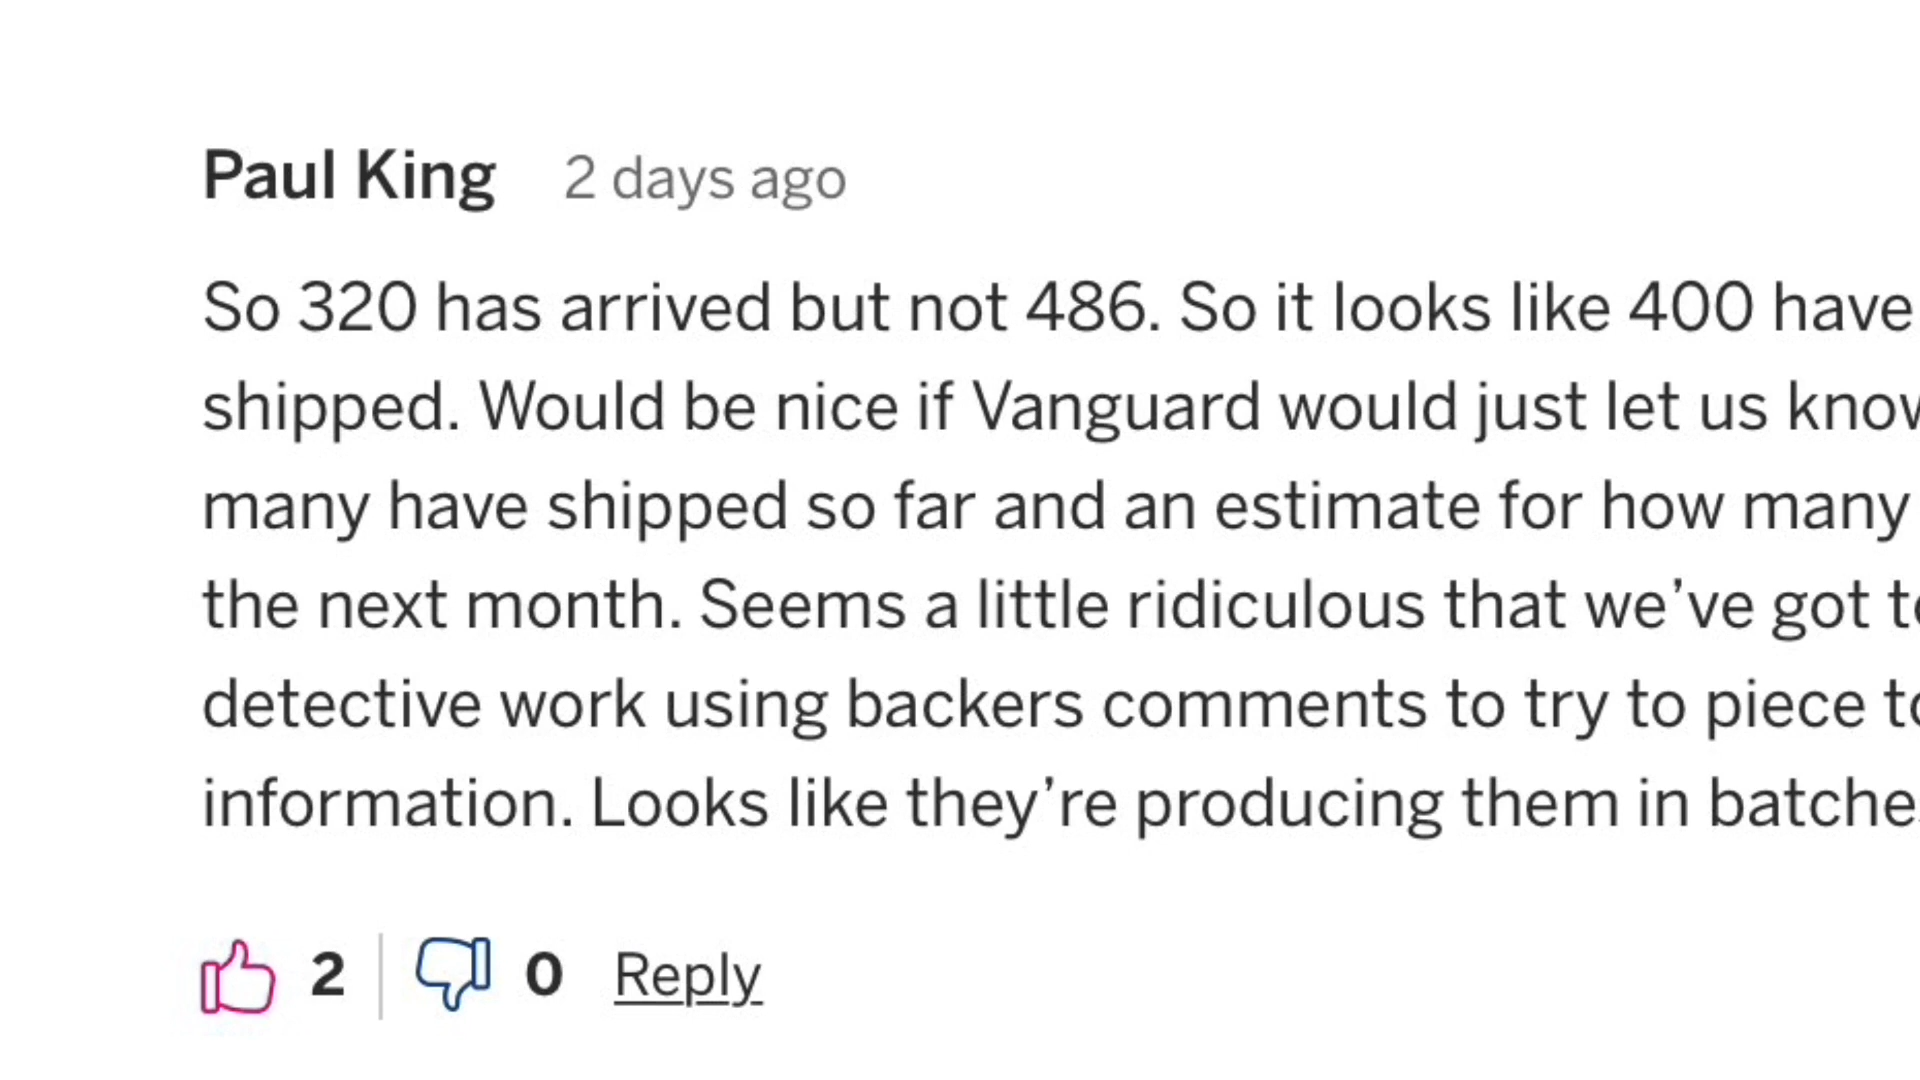 Paul King 2 days ago
So 320 has arrived but not 486. So it looks like 400 have
shipped. Would be nice if Vanguard would just let us
many have shipped so far and an estimate for how many
the next month. Seems a little ridiculous that we’ve got
detective work using backers comments to try to piece
information. Looks like they’re producing them in
2 0 Reply